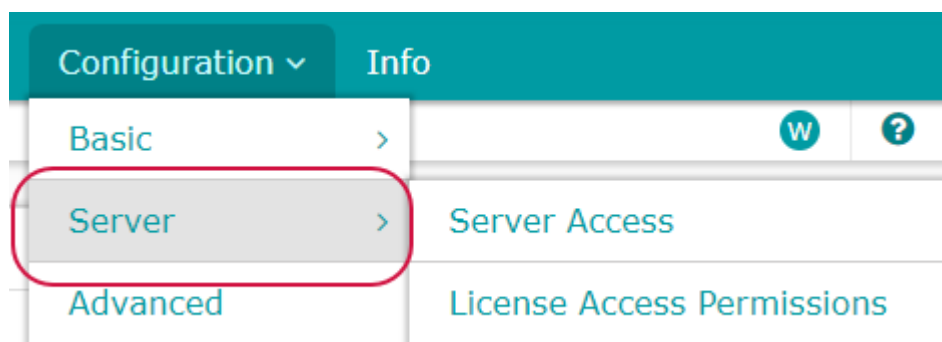 Configuration Info
Basic
W ?
Server
Server Access
Advanced
License Access Permissions